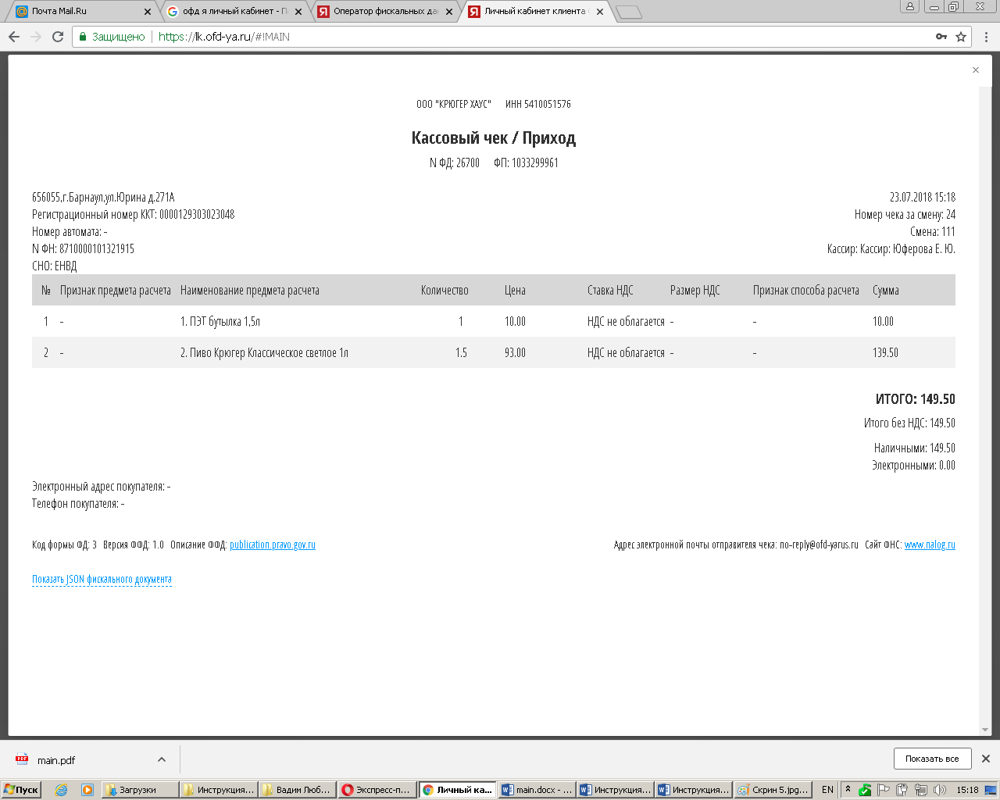 Почта Mail.Ru
офд я личный кабинет - П
Оператор фискальных да
Личный кабинет клиента
Защищено
https://lk.ofd-ya.ru/#!MAIN
ООО "КРЮГЕР ХАУС" ИНН 5410051576
Кассовый чек / Приход
N ФД: 26700 ФП: 1033299961
656055,г.Барнаул,ул.Юрина д.271А
23.07.2018 15:18
Регистрационный номер ККТ: 0000129303023048
Номер чека за смену: 24
Номер автомата: -
Смена: 111
N ФН: 8710000101321915
Кассир: Кассир: Юферова Е. Ю.
СНО: ЕНВД
№ Признак предмета расчета Наименование предмета расчета Количество Цена Ставка НДС Размер НДС Признак способа расчета Сумма
1 - 1. ПЭТ бутылка 1,5л 1 10.00 НДС не облагается - - 10.00
2 - 2. Пиво Крюгер Классическое светлое 1л 1.5 93.00 НДС не облагается - - 139.50
ИТОГО: 149.50
Итого без НДС: 149.50
Наличными: 149.50
Электронными: 0.00
Электронный адрес покупателя: -
Телефон покупателя: -
Код формы ФД: 3 Версия ФФД: 1.0 Описание ФФД: publication.pravo.gov.ru
Адрес электронной почты отправителя чека: no-reply@ofd-yarus.ru Сайт ФНС: www.nalog.ru
Показать JSON фискального документа
main.pdf
Показать все
Пуск
Загрузки
Инструкция...
Вадим Люб...
Экспресс-п...
Личный ка...
main.docx - ...
Инструкция...
Инструкция...
Скрин 5.jpg...
EN
15:18